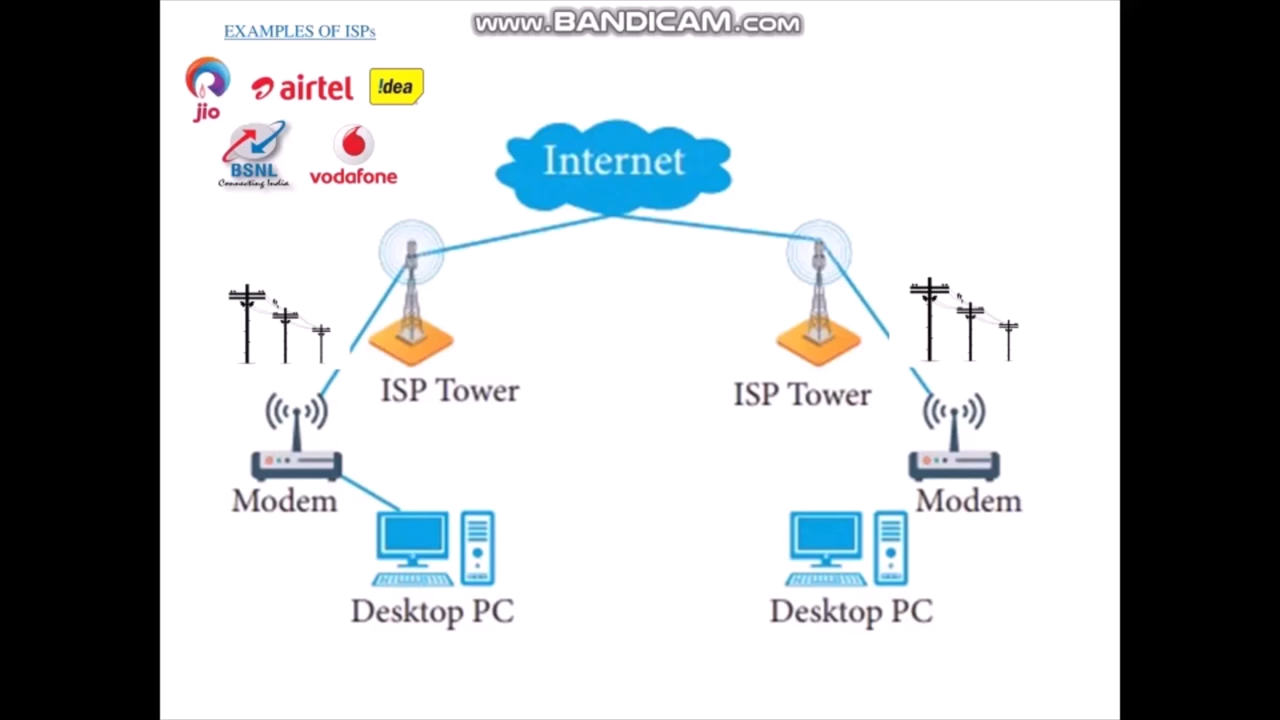 www.BANDICAM.com
EXAMPLES OF ISPs
jio
airtel
!dea
BSNL
Connecting India
vodafone
Internet
ISP Tower
ISP Tower
Modem
Modem
Desktop PC
Desktop PC